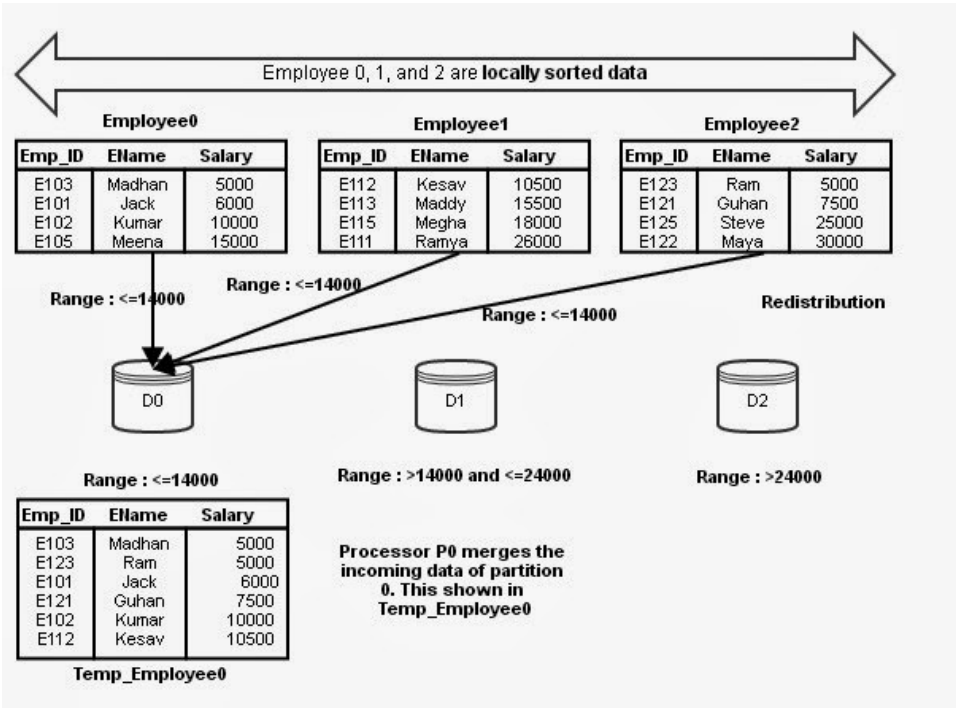 Employee 0, 1, and 2 are locally sorted data
Employee0
Emp_ID EName Salary
E103 Madhan 5000
E101 Jack 6000
E102 Kumar 10000
E105 Meena 15000
Employee1
Emp_ID EName Salary
E112 Kesav 10500
E113 Maddy 15500
E115 Megha 18000
E111 Ramya 26000
Employee2
Emp_ID EName Salary
E123 Ram 5000
E121 Guhan 7500
E125 Steve 25000
E122 Maya 30000
Range : <=14000
Range : <=14000
Range : <=14000
Redistribution
D0
D1
D2
Range : <=14000
Range : >14000 and <=24000
Range : >24000
Emp_ID EName Salary
E103 Madhan 5000
E123 Ram 5000
E101 Jack 6000
E121 Guhan 7500
E102 Kumar 10000
E112 Kesav 10500
Temp_Employee0
Processor P0 merges the
incoming data of partition
0. This shown in
Temp_Employee0